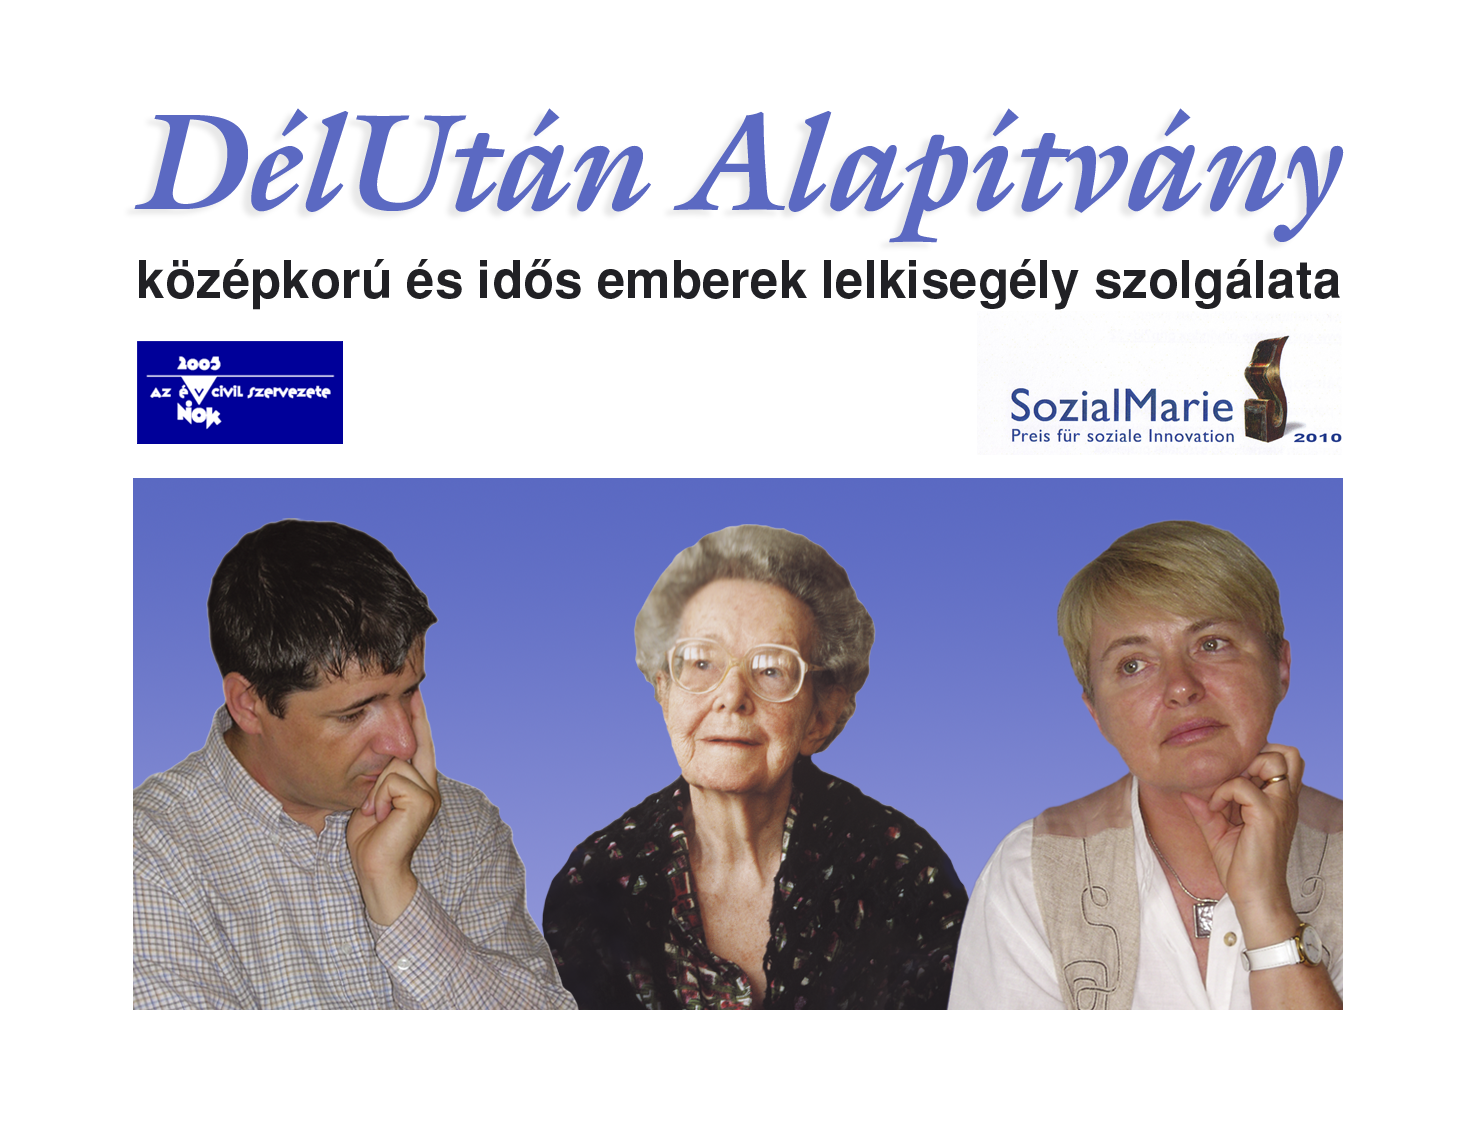 DélUtán Alapítvány
középkorú és idős emberek lelkisegély szolgálata
2005
Az év civil szervezete
NIOK
SozialMarie
Preis für soziale Innovation
2010